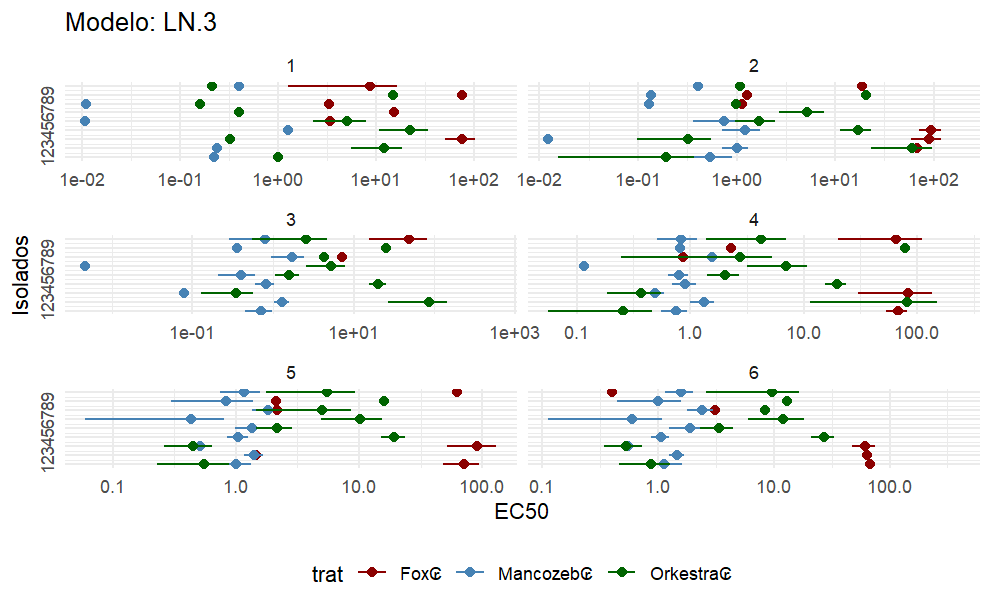 Modelo: LN.3
1
2
123456789
1e-02 1e-01 1e+00 1e+01 1e+02
1e-02 1e-01 1e+00 1e+01 1e+02
3
4
Isolados
123456789
1e-01 1e+01 1e+03
0.1 1.0 10.0 100.0
5
6
123456789
0.1 1.0 10.0 100.0
0.1 1.0 10.0 100.0
EC50
trat Fox₢ Mancozeb₢ Orkestra₢